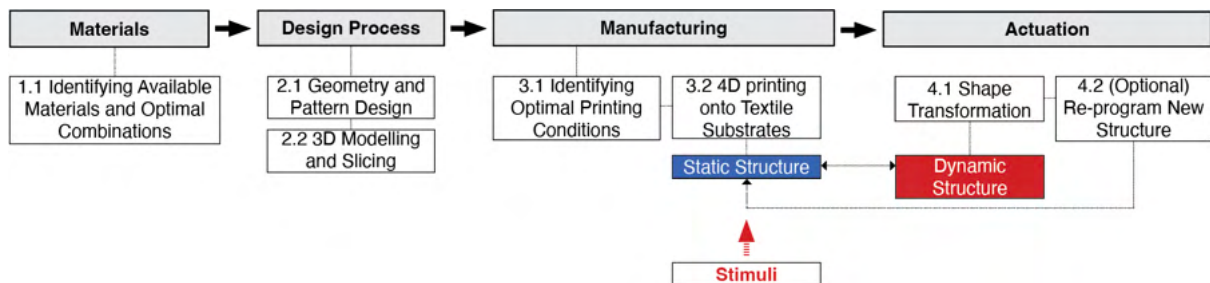 Materials
Design Process
Manufacturing
Actuation
1.1 Identifying Available
Materials and Optimal
Combinations
2.1 Geometry and
Pattern Design
2.2 3D Modelling
and Slicing
3.1 Identifying
Optimal Printing
Conditions
3.2 4D printing
onto Textile
Substrates
Static Structure
4.1 Shape
Transformation
Dynamic
Structure
4.2 (Optional)
Re-program New
Structure
Stimuli